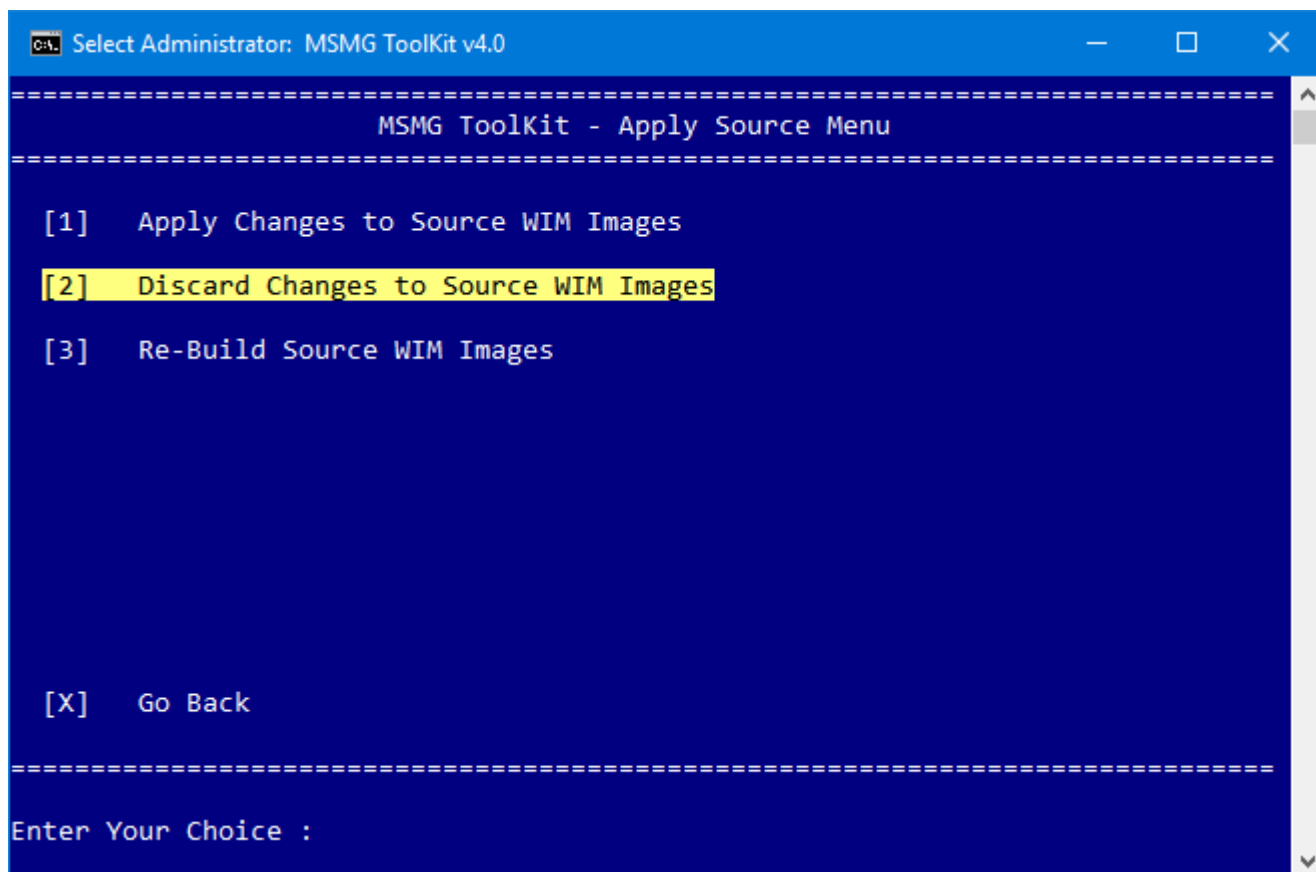 Select Administrator: MSMG ToolKit v4.0
===============================================================================
MSMG ToolKit - Apply Source Menu
===============================================================================
[1] Apply Changes to Source WIM Images
[2] Discard Changes to Source WIM Images
[3] Re-Build Source WIM Images
[X] Go Back
===============================================================================
Enter Your Choice :